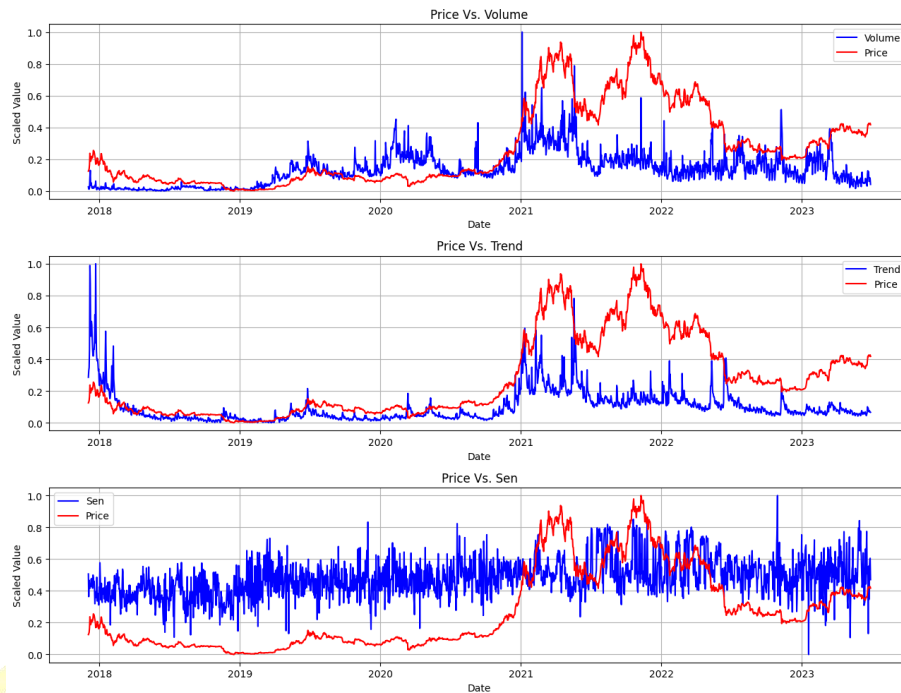 Price Vs. Volume
Scaled Value
1.0
0.8
0.6
0.4
0.2
0.0
Volume
Price
2018 2019 2020 2021 2022 2023
Date
Price Vs. Trend
Scaled Value
1.0
0.8
0.6
0.4
0.2
0.0
Trend
Price
2018 2019 2020 2021 2022 2023
Date
Price Vs. Sen
Scaled Value
1.0
0.8
0.6
0.4
0.2
0.0
Sen
Price
2018 2019 2020 2021 2022 2023
Date